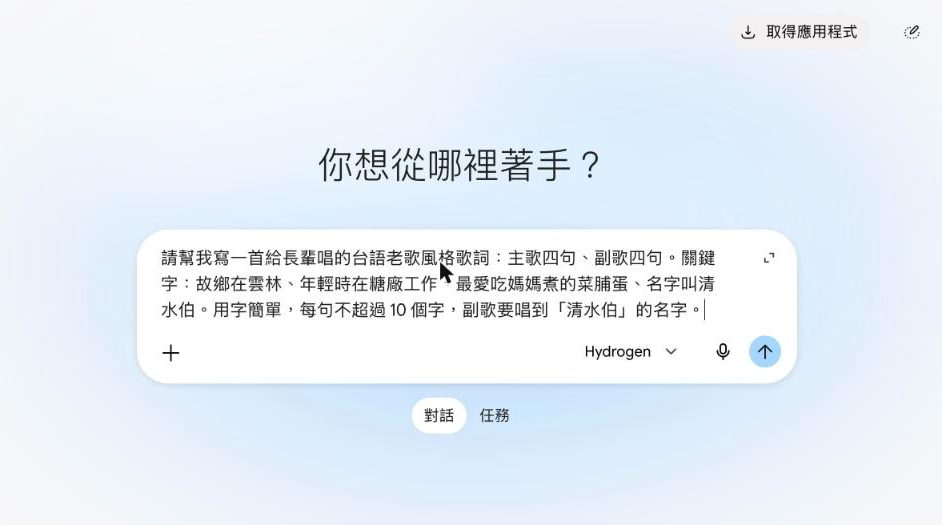 取得應用程式
你想從哪裡著手？
請幫我寫一首給長輩唱的台語老歌風格歌詞：主歌四句、副歌四句。關鍵
字：故鄉在雲林、年輕時在糖廠工作、最愛吃媽媽煮的菜脯蛋、名字叫清
水伯。用字簡單，每句不超過 10 個字，副歌要唱到「清水伯」的名字。
Hydrogen
對話 任務